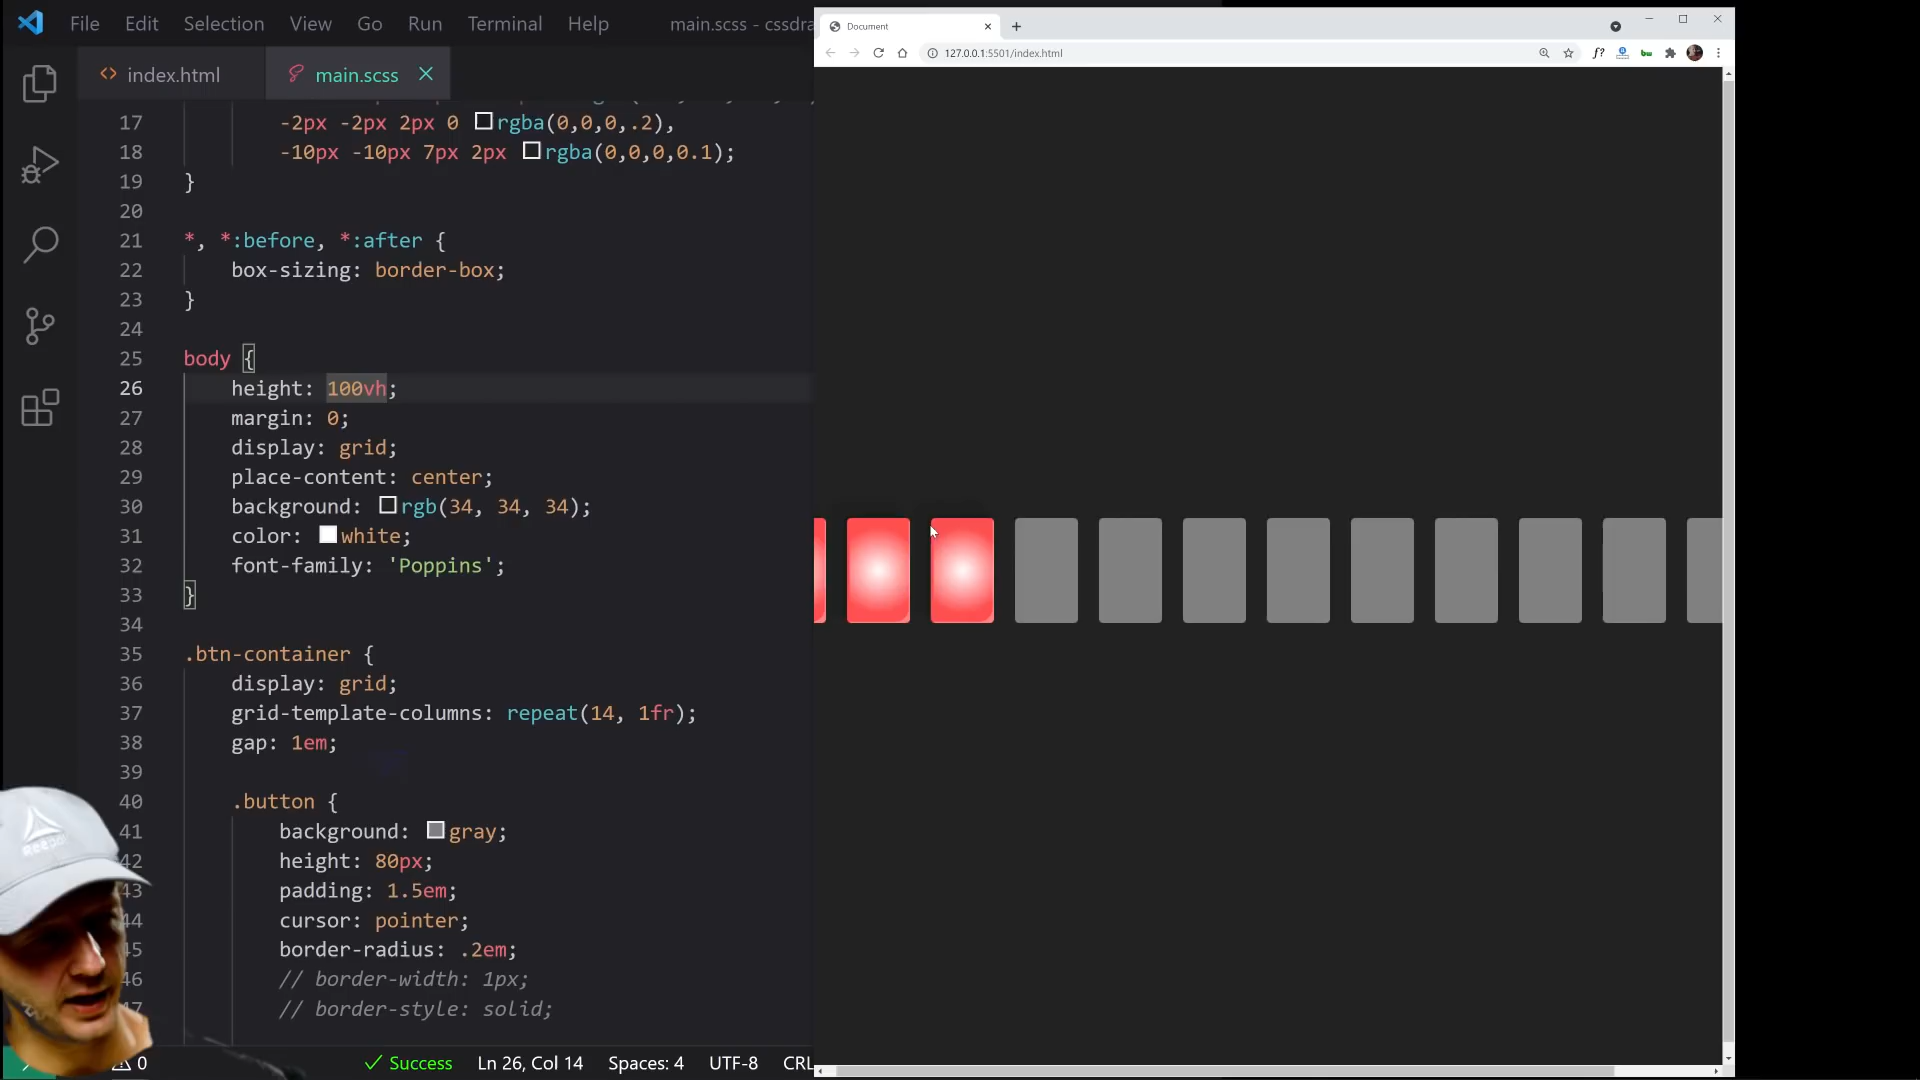 File Edit Selection View Go Run Terminal Help main.scss - cssdra
index.html
main.scss
17 -2px -2px 2px 0 rgba(0,0,0,.2),
18 -10px -10px 7px 2px rgba(0,0,0,0.1);
19 }
20
21 *, *:before, *:after {
22 box-sizing: border-box;
23 }
24
25 body {
26 height: 100vh;
27 margin: 0;
28 display: grid;
29 place-content: center;
30 background: rgb(34, 34, 34);
31 color: white;
32 font-family: 'Poppins';
33 }
34
35 .btn-container {
36 display: grid;
37 grid-template-columns: repeat(14, 1fr);
38 gap: 1em;
39
40 .button {
41 background: gray;
42 height: 80px;
43 padding: 1.5em;
44 cursor: pointer;
45 border-radius: .2em;
46 // border-width: 1px;
47 // border-style: solid;
0 Success Ln 26, Col 14 Spaces: 4 UTF-8 CRL
Document
127.0.0.1:5501/index.html
f?
Reebok